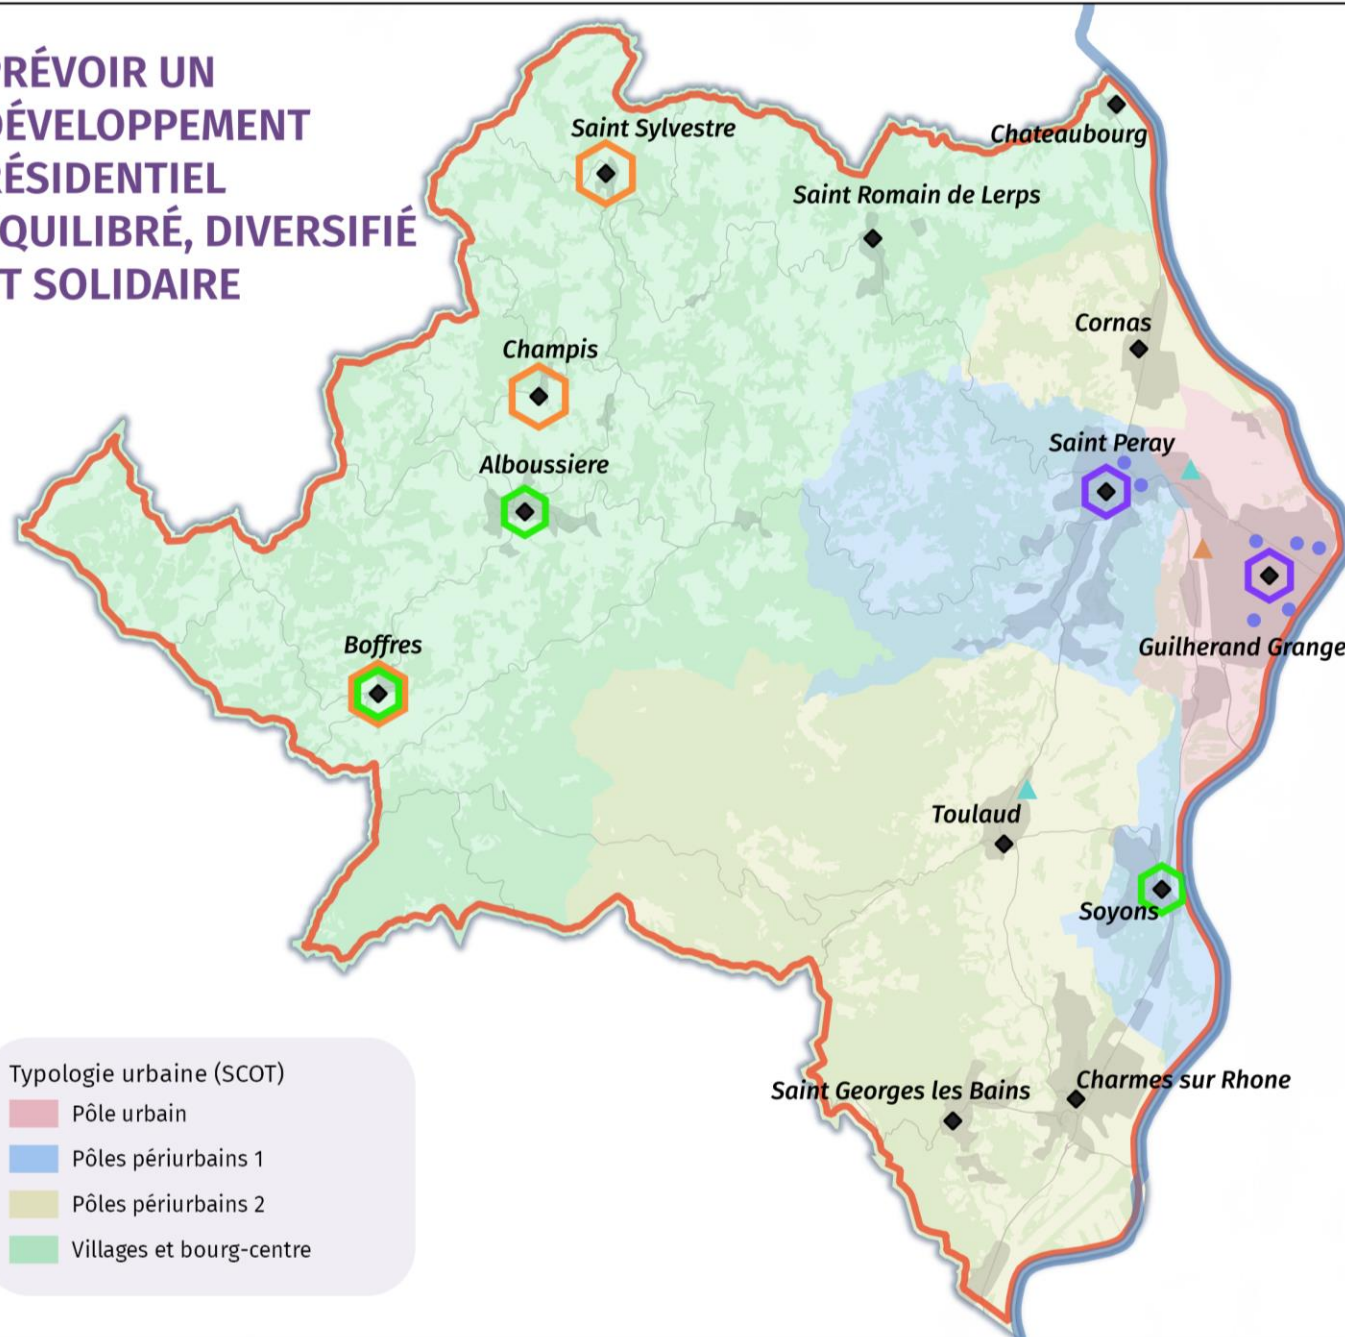 RÉVOIR UN
ÉVELOPPEMENT
ÉSIDENTIEL
QUILIBRÉ, DIVERSIFIÉ
T SOLIDAIRE
Saint Sylvestre
Chateaubourg
Saint Romain de Lerps
Cornas
Champis
Saint Peray
Alboussiere
Boffres
Guilherand Grange
Toulaud
Soyons
Saint Georges les Bains
Charmes sur Rhone
Typologie urbaine (SCOT)
Pôle urbain
Pôles périurbains 1
Pôles périurbains 2
Villages et bourg-centre